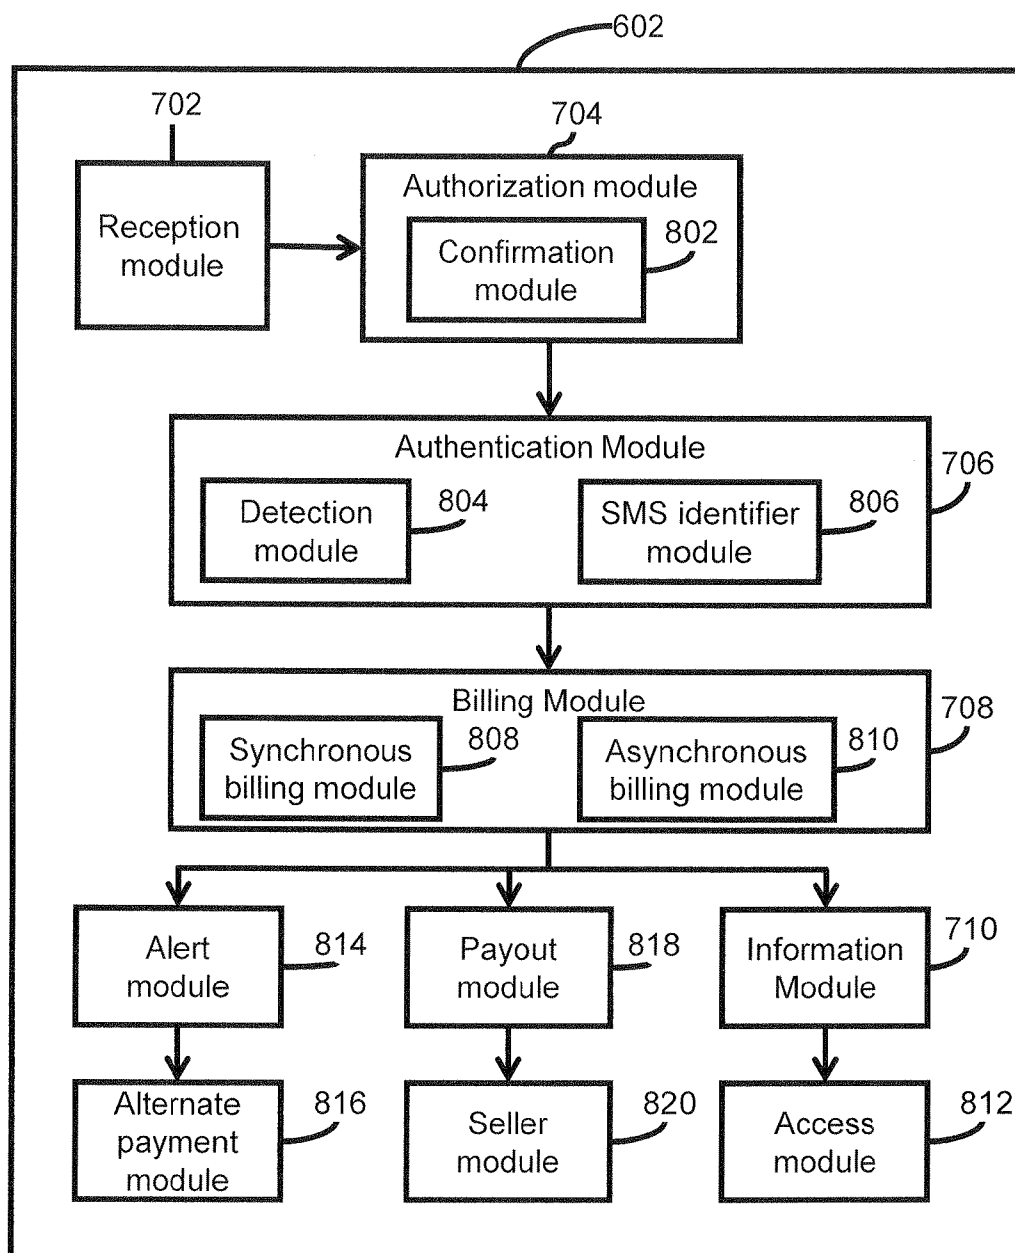 602
702
704
Reception
module
Authorization module
Confirmation
module
802
Authentication Module
706
Detection
module
804
SMS identifier
module
806
Billing Module
708
Synchronous
billing module
808
Asynchronous
billing module
810
Alert
module
814
Payout
module
818
Information
Module
710
Alternate
payment
module
816
Seller
module
820
Access
module
812